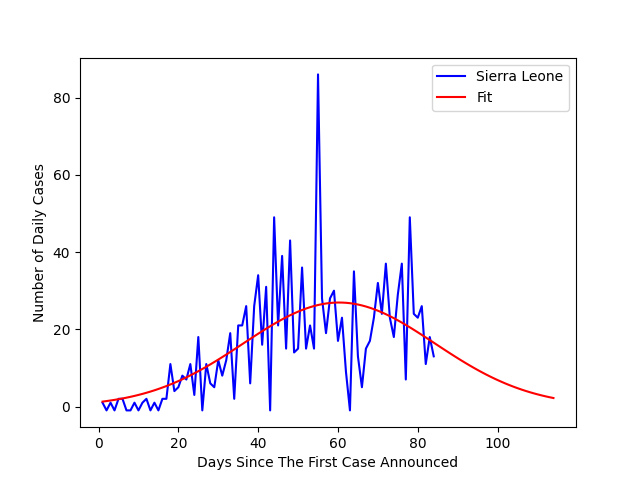 Sierra Leone
Fit
80
60
40
20
0
Number of Daily Cases
0 20 40 60 80 100
Days Since The First Case Announced